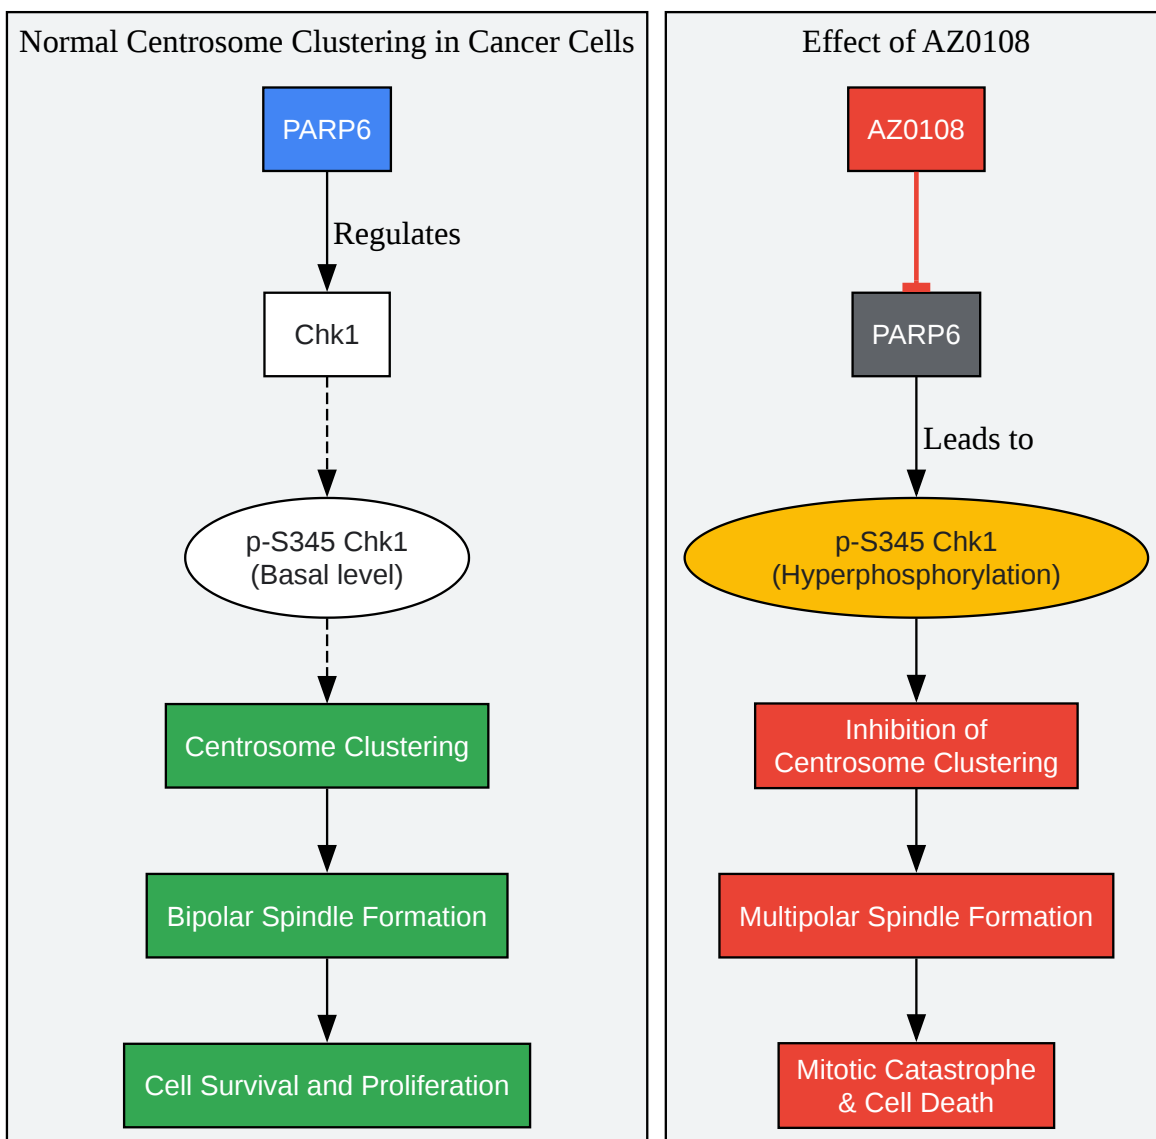 Normal Centrosome Clustering in Cancer Cells
PARP6
Regulates
Chk1
p-S345 Chk1
(Basal level)
Centrosome Clustering
Bipolar Spindle Formation
Cell Survival and Proliferation
Effect of AZ0108
AZ0108
PARP6
Leads to
p-S345 Chk1
(Hyperphosphorylation)
Inhibition of
Centrosome Clustering
Multipolar Spindle Formation
Mitotic Catastrophe
& Cell Death